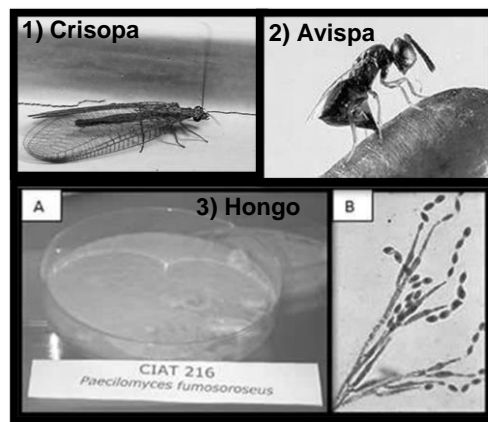 1) Crisopa
2) Avispa
A
3) Hongo
B
CIAT 216
Paecilomyces fumosoroseus